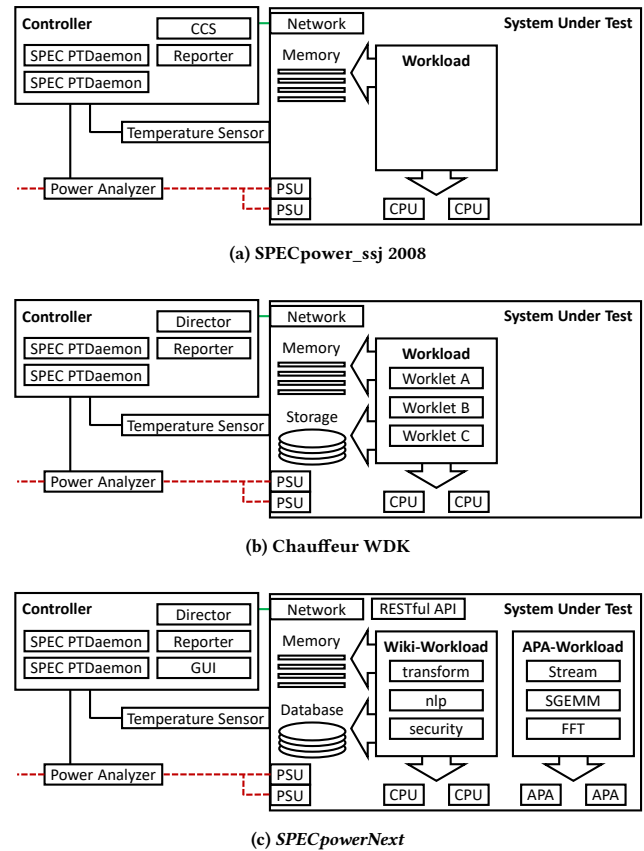 Controller
CCS
SPEC PTDaemon
Reporter
SPEC PTDaemon
Network
System Under Test
Memory
Workload
Temperature Sensor
Power Analyzer
PSU
PSU
CPU
CPU
(a) SPECpower_ssj 2008
Controller
Director
SPEC PTDaemon
Reporter
SPEC PTDaemon
Network
System Under Test
Memory
Workload
Worklet A
Worklet B
Worklet C
Storage
Temperature Sensor
Power Analyzer
PSU
PSU
CPU
CPU
(b) Chauffeur WDK
Controller
Director
SPEC PTDaemon
Reporter
SPEC PTDaemon
GUI
Network
RESTful API
System Under Test
Memory
Wiki-Workload
transform
nlp
security
APA-Workload
Stream
SGEMM
FFT
Database
Temperature Sensor
Power Analyzer
PSU
PSU
CPU
CPU
APA
APA
(c) SPECpowerNext